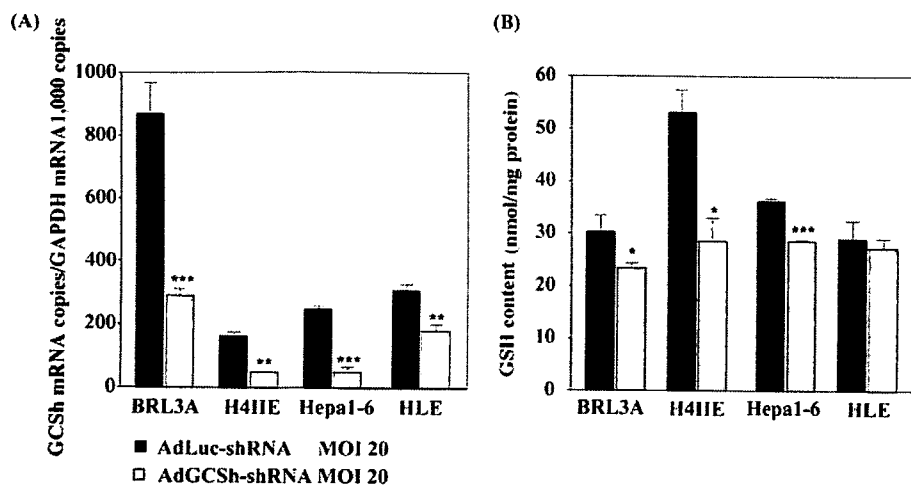 (A)
GCSh mRNA copies/GAPDH mRNA1,000 copies
1000
800
600
400
200
0
***
**
***
**
BRL3A H4IIE Hepa1-6 HLE
AdLuc-shRNA MOI 20
AdGCSh-shRNA MOI 20
(B)
GSH content (nmol/mg protein)
60
50
40
30
20
10
0
*
*
***
BRL3A H4IIE Hepa1-6 HLE